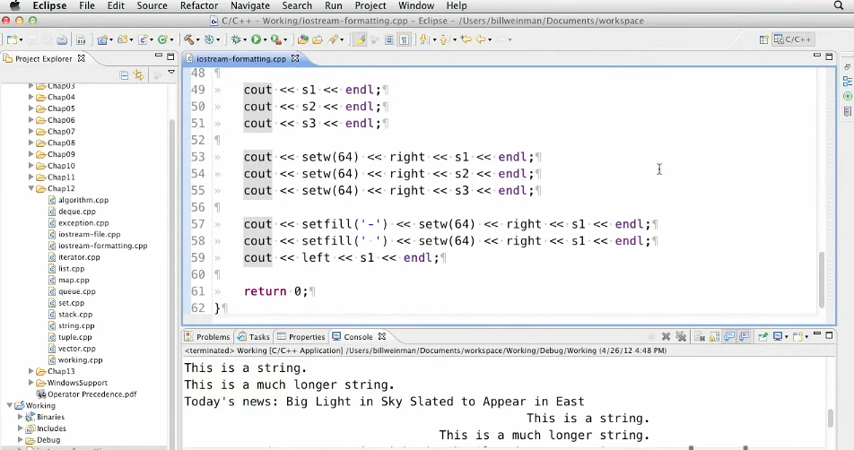 Eclipse File Edit Source Refactor Navigate Search Run Project Window Help
C/C++ - Working/iostream-formatting.cpp - Eclipse - /Users/billweinman/Documents/workspace
C/C++
Project Explorer
Chap03
Chap04
Chap05
Chap06
Chap07
Chap08
Chap09
Chap10
Chap11
Chap12
algorithm.cpp
deque.cpp
exception.cpp
iostream-file.cpp
iostream-formatting.cpp
iterator.cpp
list.cpp
map.cpp
queue.cpp
set.cpp
stack.cpp
string.cpp
tuple.cpp
vector.cpp
working.cpp
Chap13
WindowsSupport
Operator Precedence.pdf
Working
Binaries
Includes
Debug
iostream-formatting.cpp
48 ¶
49 » cout << s1 << endl;¶
50 » cout << s2 << endl;¶
51 » cout << s3 << endl;¶
52 ¶
53 » cout << setw(64) << right << s1 << endl;¶
54 » cout << setw(64) << right << s2 << endl;¶
55 » cout << setw(64) << right << s3 << endl;¶
56 ¶
57 » cout << setfill('-') << setw(64) << right << s1 << endl;¶
58 » cout << setfill(' ') << setw(64) << right << s1 << endl;¶
59 » cout << left << s1 << endl;¶
60 ¶
61 » return 0;¶
62 }¶
Problems Tasks Properties Console
<terminated> Working [C/C++ Application] /Users/billweinman/Documents/workspace/Working/Debug/Working (4/26/12 4:48 PM)
This is a string.
This is a much longer string.
Today's news: Big Light in Sky Slated to Appear in East
This is a string.
This is a much longer string.